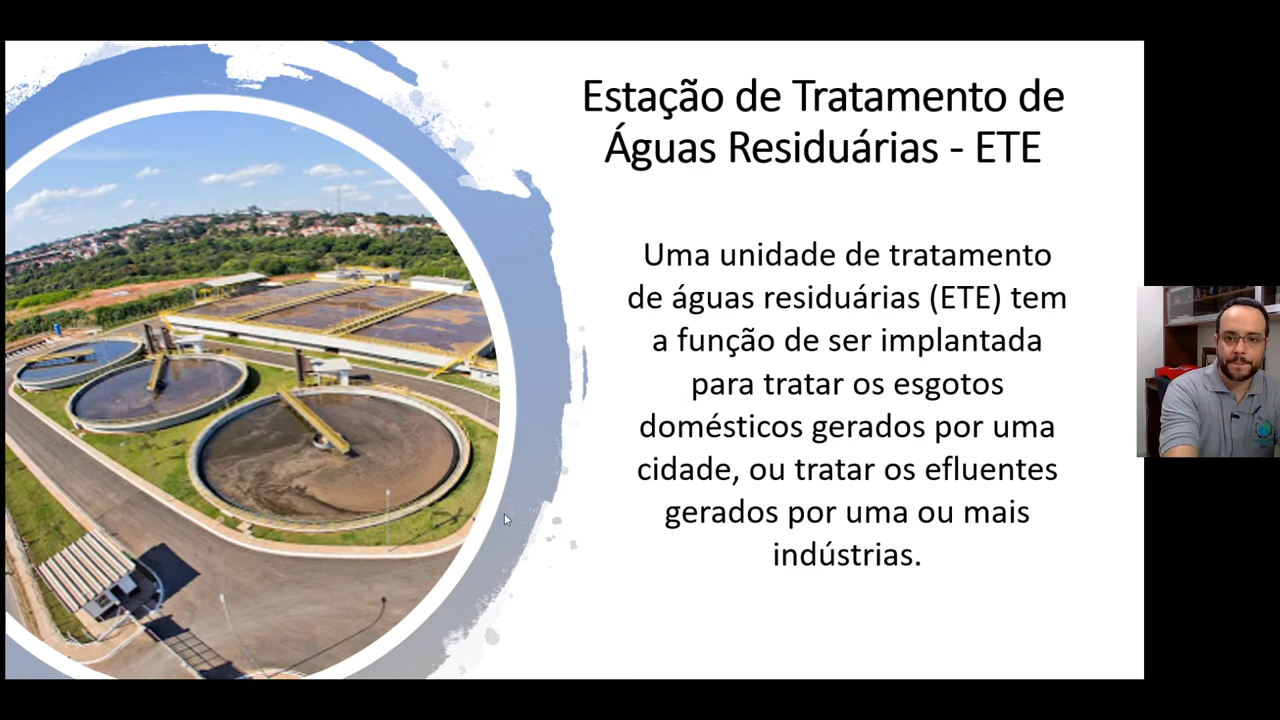 Estação de Tratamento de
Águas Residuárias - ETE
Uma unidade de tratamento
de águas residuárias (ETE) tem
a função de ser implantada
para tratar os esgotos
domésticos gerados por uma
cidade, ou tratar os efluentes
gerados por uma ou mais
indústrias.